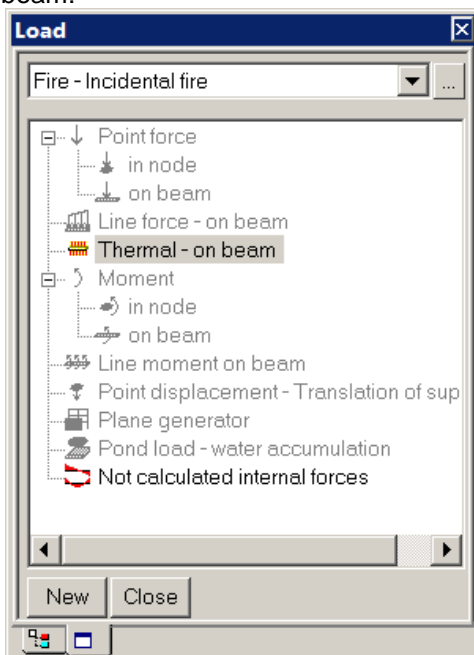 beam.
Load
Fire - Incidental fire
...
Point force
in node
on beam
Line force - on beam
Thermal - on beam
Moment
in node
on beam
Line moment on beam
Point displacement - Translation of sup
Plane generator
Pond load - water accumulation
Not calculated internal forces
New Close